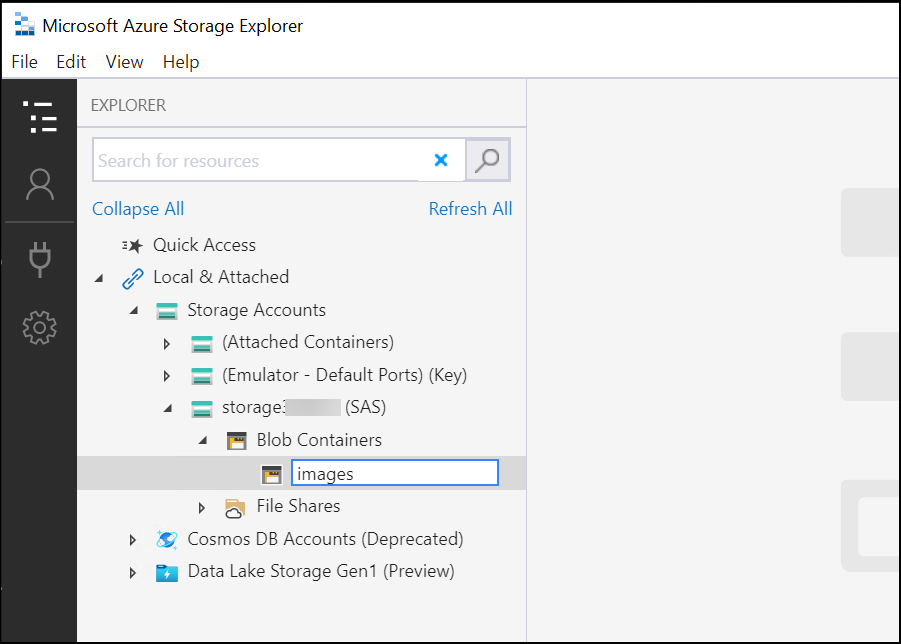 Microsoft Azure Storage Explorer
File Edit View Help
EXPLORER
Search for resources
Collapse All Refresh All
Quick Access
Local & Attached
Storage Accounts
(Attached Containers)
(Emulator - Default Ports) (Key)
(SAS)
Blob Containers
images
File Shares
Cosmos DB Accounts (Deprecated)
Data Lake Storage Gen1 (Preview)